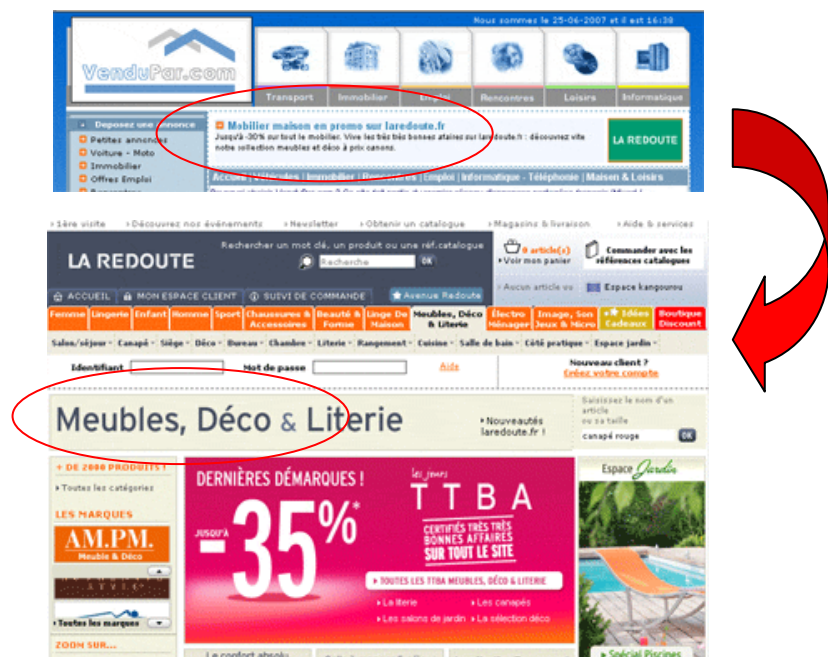 Nous sommes le 25-06-2007 et il est 16:38
VenduPar.com
Transport Immobilier Emploi Rencontres Loisirs Informatique
Deposez une annonce
Petites annonces
Voiture - Moto
Immobilier
Offres Emploi
Mobilier maison en promo sur laredoute.fr
Jusqu'à -30% sur tout le mobilier. Vive les très très bonnes affaires sur laredoute.fr : découvrez vite
notre sollection meubles et déco à prix canons.
LA REDOUTE
Accueil | Véhicules | Immobilier | Rencontres | Emploi | Informatique - Téléphonie | Maison & Loisirs
1ère visite Découvrez nos événements Newsletter Obtenir un catalogue Magasins & livraison Aide & services
LA REDOUTE
Rechercher un mot clé, un produit ou une réf.catalogue
Recherche OK
0 article(s)
Voir mon panier
Commander avec les
références catalogues
Aucun article vu
Espace kangourou
ACCUEIL MON ESPACE CLIENT SUIVI DE COMMANDE Avenue Redoute
Femme Lingerie Enfant Homme Sport Chaussures & Accessoires Beauté & Forme Linge De Maison Meubles, Déco & Literie Électro Ménager Image, Son Jeux & Micro Idées Cadeaux Boutique Discount
Salon/séjour Canapé Siège Déco Bureau Chambre Literie Rangement Cuisine Salle de bain Côté pratique Espace jardin
Identifiant Mot de passe Aide
Nouveau client ?
Créez votre compte
Meubles, Déco & Literie
Nouveautés
laredoute.fr !
Saisissez le nom d'un
article
ou sa taille
canapé rouge OK
+ DE 2000 PRODUITS !
Toutes les catégories
LES MARQUES
AM.PM.
Meuble & Déco
Toutes les marques
ZOOM SUR...
DERNIÈRES DÉMARQUES !
JUSQU'À
-35%*
les jours
TTBA
CERTIFIÉS TRÈS TRÈS
BONNES AFFAIRES
SUR TOUT LE SITE
TOUTES LES TTBA MEUBLES, DÉCO & LITERIE
La literie Les canapés
Les salons de jardin La sélection déco
Espace Jardin
Spécial Piscines
Le confort absolu